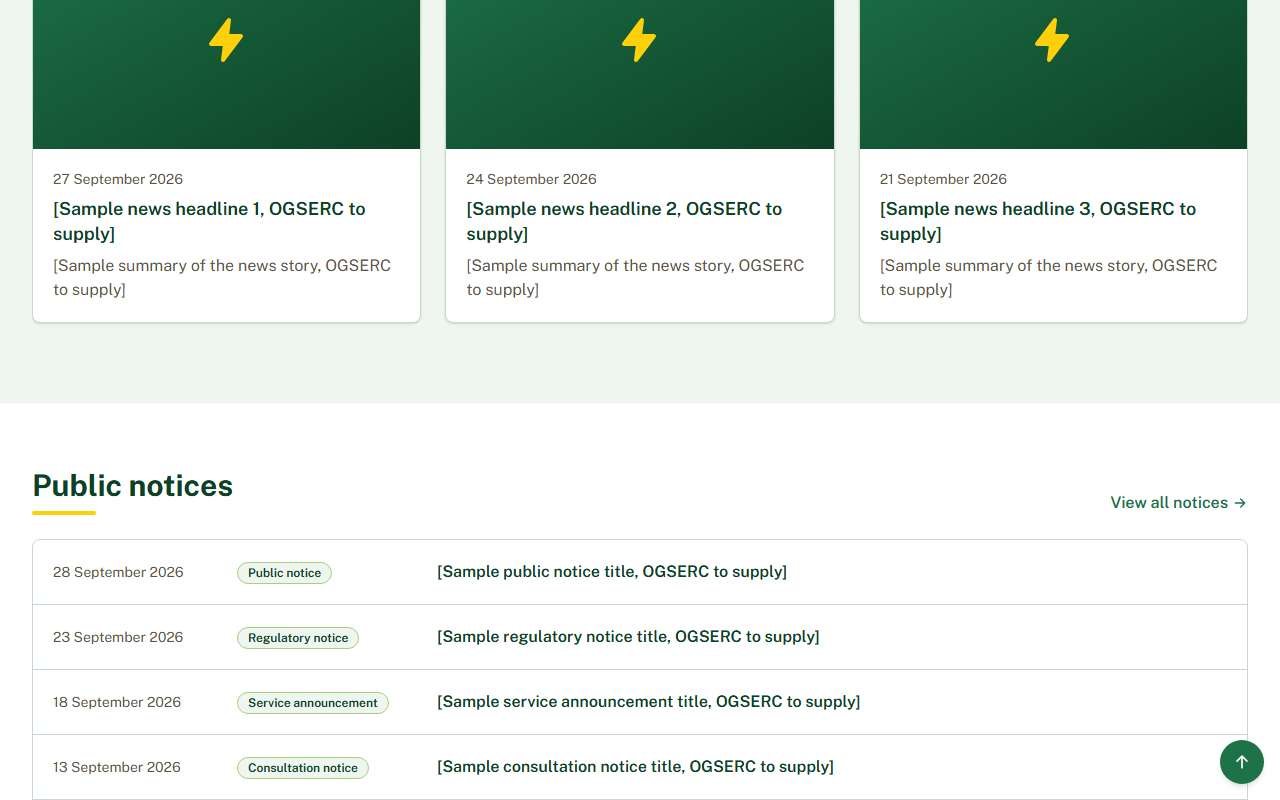 27 September 2026
[Sample news headline 1, OGSERC to
supply]
[Sample summary of the news story, OGSERC
to supply]
24 September 2026
[Sample news headline 2, OGSERC to
supply]
[Sample summary of the news story, OGSERC
to supply]
21 September 2026
[Sample news headline 3, OGSERC to
supply]
[Sample summary of the news story, OGSERC
to supply]
Public notices
View all notices →
28 September 2026 Public notice [Sample public notice title, OGSERC to supply]
23 September 2026 Regulatory notice [Sample regulatory notice title, OGSERC to supply]
18 September 2026 Service announcement [Sample service announcement title, OGSERC to supply]
13 September 2026 Consultation notice [Sample consultation notice title, OGSERC to supply]